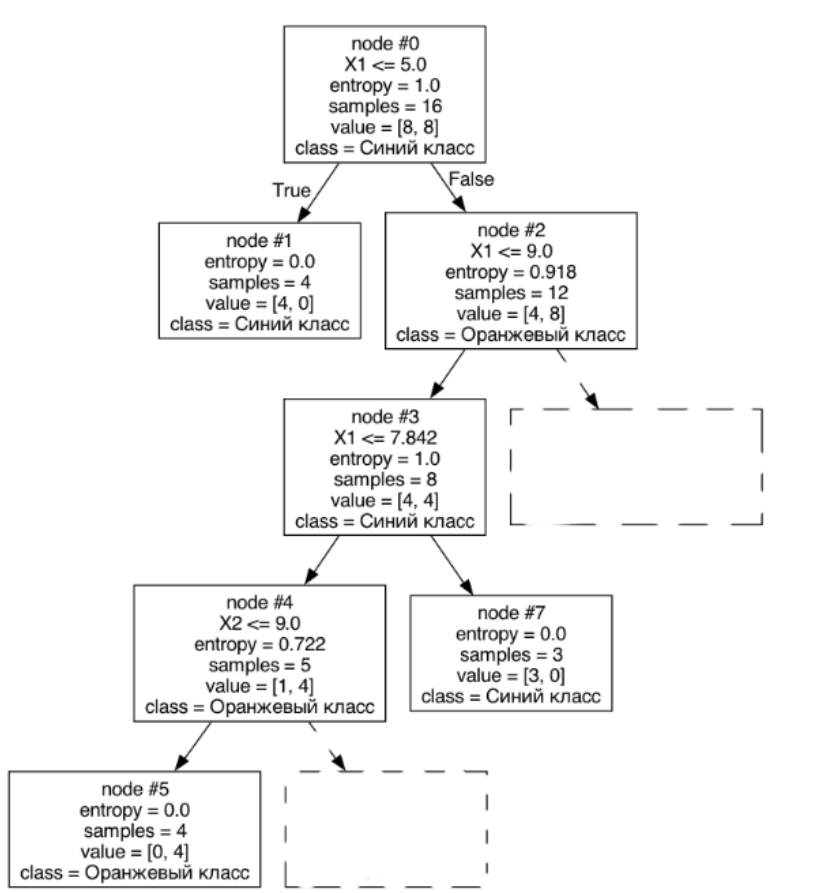 node #0
X1 <= 5.0
entropy = 1.0
samples = 16
value = [8, 8]
class = Синий класс
True
False
node #1
entropy = 0.0
samples = 4
value = [4, 0]
class = Синий класс
node #2
X1 <= 9.0
entropy = 0.918
samples = 12
value = [4, 8]
class = Оранжевый класс
node #3
X1 <= 7.842
entropy = 1.0
samples = 8
value = [4, 4]
class = Синий класс
node #4
X2 <= 9.0
entropy = 0.722
samples = 5
value = [1, 4]
class = Оранжевый класс
node #7
entropy = 0.0
samples = 3
value = [3, 0]
class = Синий класс
node #5
entropy = 0.0
samples = 4
value = [0, 4]
class = Оранжевый класс